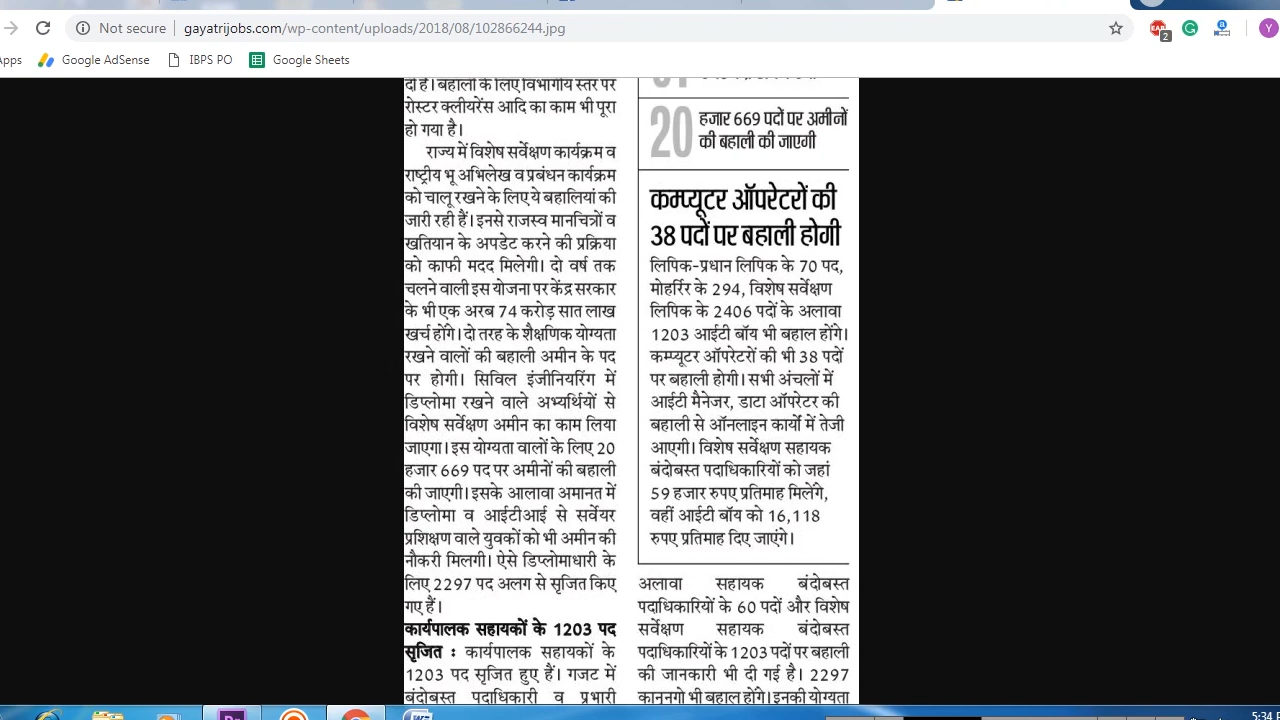 Not secure
gayatrijobs.com/wp-content/uploads/2018/08/102866244.jpg
2
Y
Google AdSense
IBPS PO
Google Sheets
दी है। बहाली के लिए विभागीय स्तर पर
रोस्टर क्लीयरेंस आदि का काम भी पूरा
हो गया है।
राज्य में विशेष सर्वेक्षण कार्यक्रम व
राष्ट्रीय भू अभिलेख व प्रबंधन कार्यक्रम
को चालू रखने के लिए ये बहालियां की
जारी रही हैं। इनसे राजस्व मानचित्रों व
खतियान के अपडेट करने की प्रक्रिया
को काफी मदद मिलेगी। दो वर्ष तक
चलने वाली इस योजना पर केंद्र सरकार
के भी एक अरब 74 करोड़ सात लाख
खर्च होंगे। दो तरह के शैक्षणिक योग्यता
रखने वालों की बहाली अमीन के पद
पर होगी। सिविल इंजीनियरिंग में
डिप्लोमा रखने वाले अभ्यर्थियों से
विशेष सर्वेक्षण अमीन का काम लिया
जाएगा। इस योग्यता वालों के लिए 20
हजार 669 पद पर अमीनों की बहाली
की जाएगी। इसके आलावा अमानत में
डिप्लोमा व आईटीआई से सर्वेयर
प्रशिक्षण वाले युवकों को भी अमीन की
नौकरी मिलगी। ऐसे डिप्लोमाधारी के
लिए 2297 पद अलग से सृजित किए
गए हैं।
कार्यपालक सहायकों के 1203 पद
सृजित : कार्यपालक सहायकों के
1203 पद सृजित हुए हैं। गजट में
बंदोबस्त पदाधिकारी व प्रभारी
20 हजार 669 पदों पर अमीनों
की बहाली की जाएगी
कम्प्यूटर ऑपरेटरों की
38 पदों पर बहाली होगी
लिपिक-प्रधान लिपिक के 70 पद,
मोहर्रिर के 294, विशेष सर्वेक्षण
लिपिक के 2406 पदों के अलावा
1203 आईटी बॉय भी बहाल होंगे।
कम्प्यूटर ऑपरेटरों की भी 38 पदों
पर बहाली होगी। सभी अंचलों में
आईटी मैनेजर, डाटा ऑपरेटर की
बहाली से ऑनलाइन कार्यों में तेजी
आएगी। विशेष सर्वेक्षण सहायक
बंदोबस्त पदाधिकारियों को जहां
59 हजार रुपए प्रतिमाह मिलेंगे,
वहीं आईटी बॉय को 16,118
रुपए प्रतिमाह दिए जाएंगे।
अलावा सहायक बंदोबस्त
पदाधिकारियों के 60 पदों और विशेष
सर्वेक्षण सहायक बंदोबस्त
पदाधिकारियों के 1203 पदों पर बहाली
की जानकारी भी दी गई है। 2297
कानूनगो भी बहाल होंगे। इनकी योग्यता
5:34